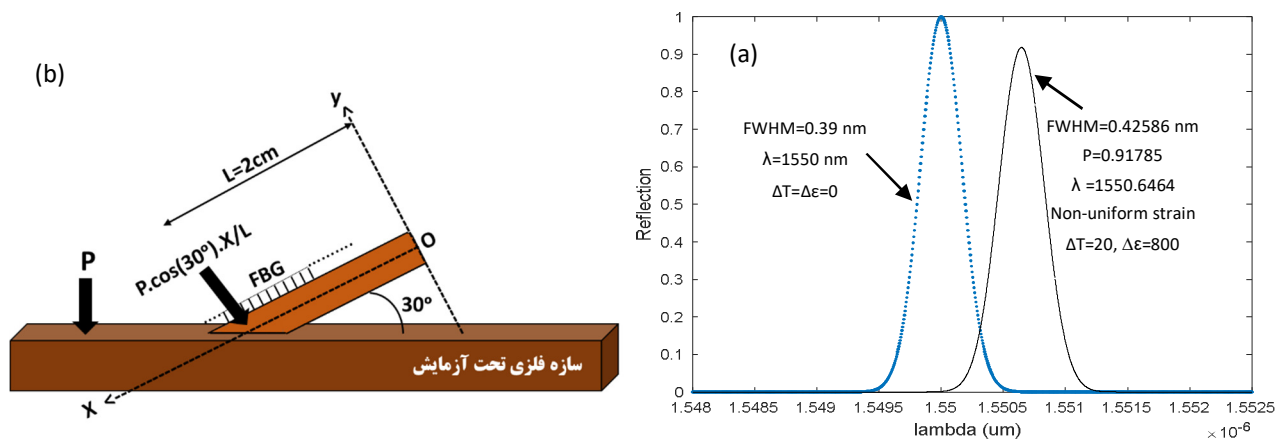 (b)
y
L=2cm
O
P.cos(30°).X/L
FBG
P
30°
سازه فلزی تحت آزمایش
X
(a)
1
0.9
0.8
0.7
0.6
0.5
0.4
0.3
0.2
0.1
0
Reflection
FWHM=0.39 nm
λ=1550 nm
ΔT=Δε=0
FWHM=0.42586 nm
P=0.91785
λ =1550.6464
Non-uniform strain
ΔT=20, Δε=800
1.548 1.5485 1.549 1.5495 1.55 1.5505 1.551 1.5515 1.552 1.5525
lambda (um)
× 10⁻⁶